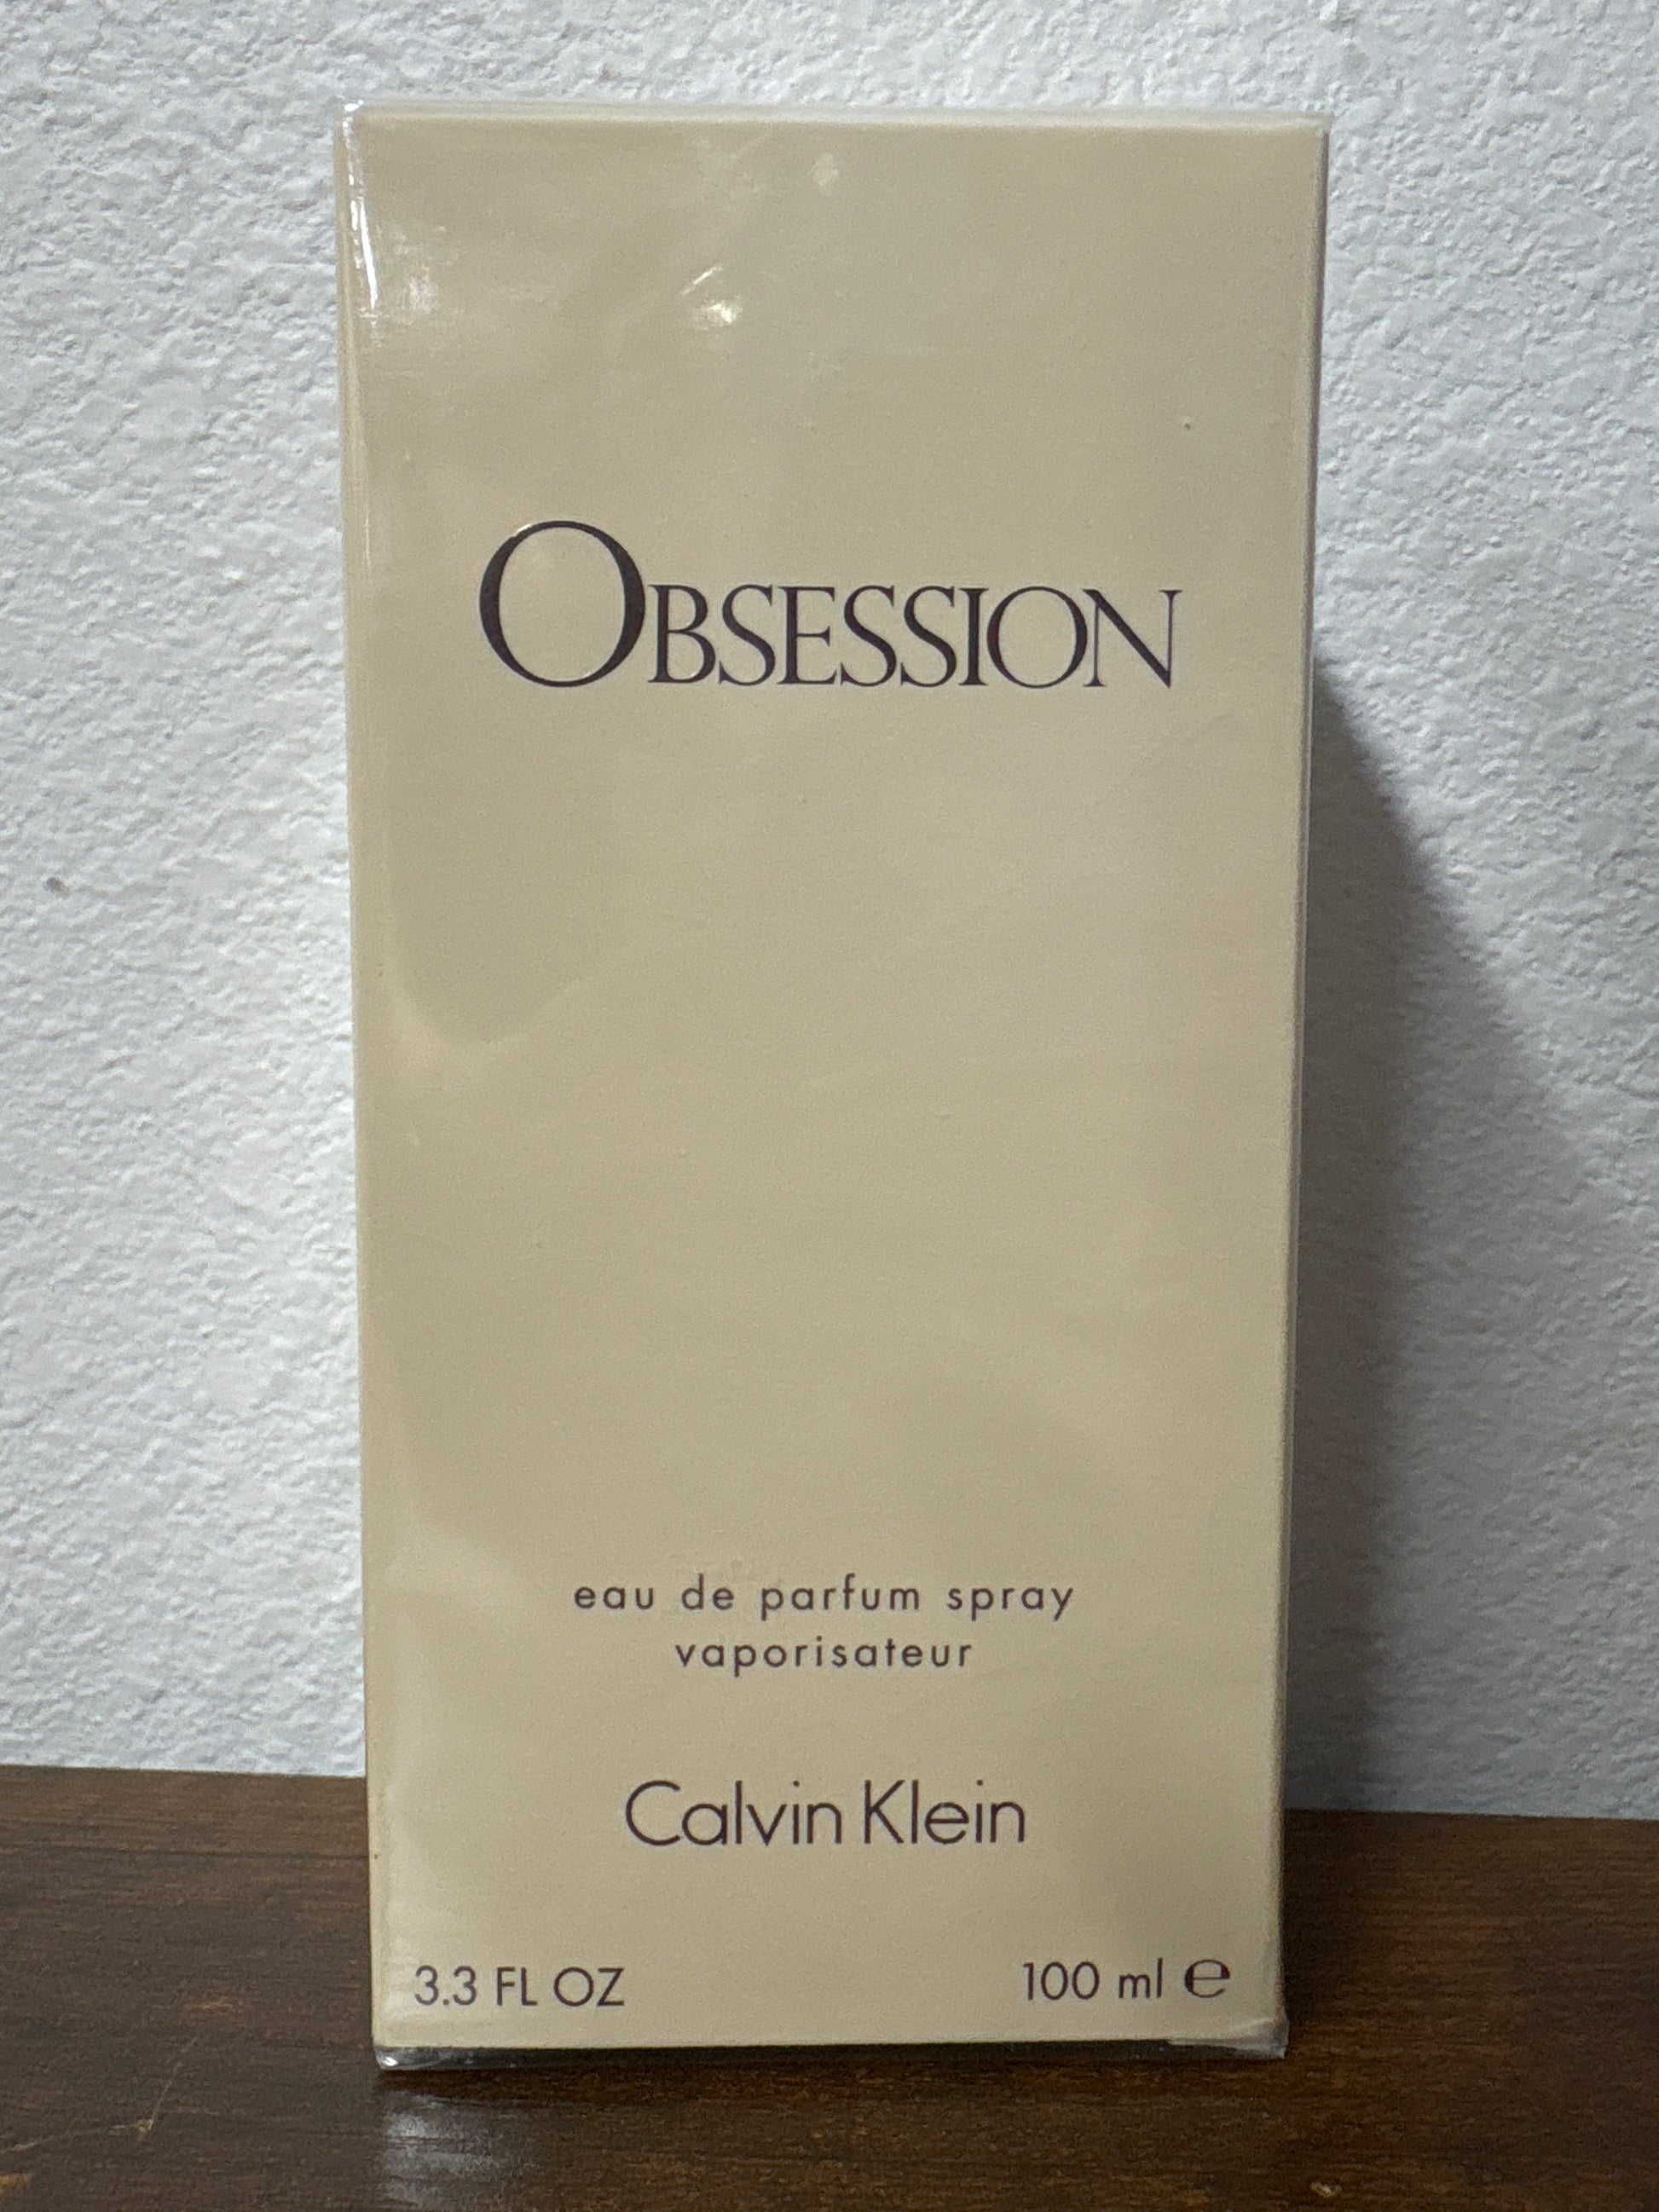 OBSESSION
eau de parfum spray
vaporisateur
Calvin Klein
3.3 FL OZ 100 ml ℮